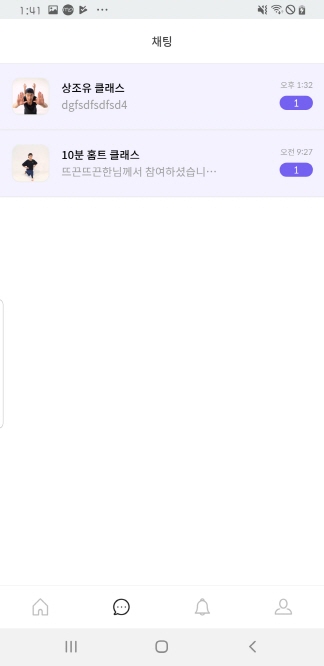 1:41
채팅
상조유 클래스
오후 1:32
dgfsdfsdfsd4
1
10분 홈트 클래스
오전 9:27
뜨끈뜨끈한님께서 참여하셨습니…
1